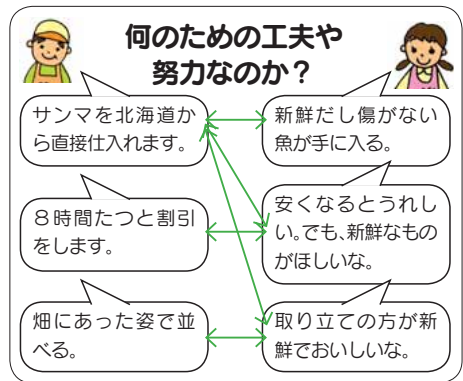 何のための工夫や
努力なのか？
サンマを北海道か
ら直接仕入れます。
新鮮だし傷がない
魚が手に入る。
８時間たつと割引
をします。
安くなるとうれし
い。でも、新鮮なもの
がほしいな。
畑にあった姿で並
べる。
取り立ての方が新
鮮でおいしいな。